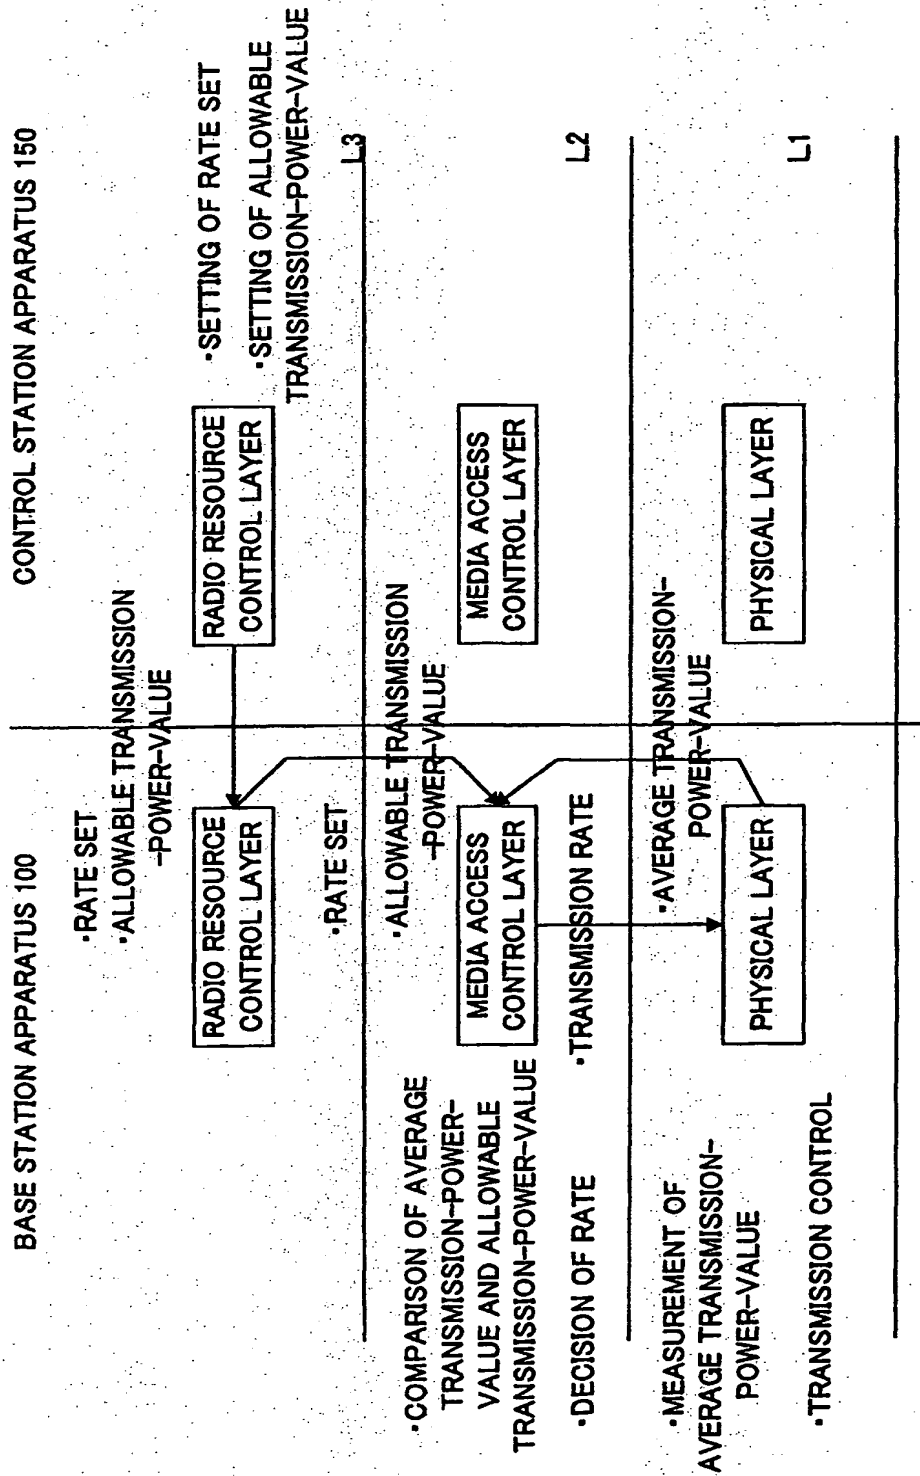 BASE STATION APPARATUS 100
CONTROL STATION APPARATUS 150
•RATE SET
•ALLOWABLE TRANSMISSION
-POWER-VALUE
RADIO RESOURCE
CONTROL LAYER
RADIO RESOURCE
CONTROL LAYER
•SETTING OF RATE SET
•SETTING OF ALLOWABLE
TRANSMISSION-POWER-VALUE
•RATE SET
L3
•ALLOWABLE TRANSMISSION
-POWER-VALUE
•COMPARISON OF AVERAGE
TRANSMISSION-POWER-
VALUE AND ALLOWABLE
TRANSMISSION-POWER-VALUE
MEDIA ACCESS
CONTROL LAYER
MEDIA ACCESS
CONTROL LAYER
•DECISION OF RATE
•TRANSMISSION RATE
L2
•AVERAGE TRANSMISSION-
POWER-VALUE
•MEASUREMENT OF
AVERAGE TRANSMISSION-
POWER-VALUE
PHYSICAL LAYER
PHYSICAL LAYER
•TRANSMISSION CONTROL
L1